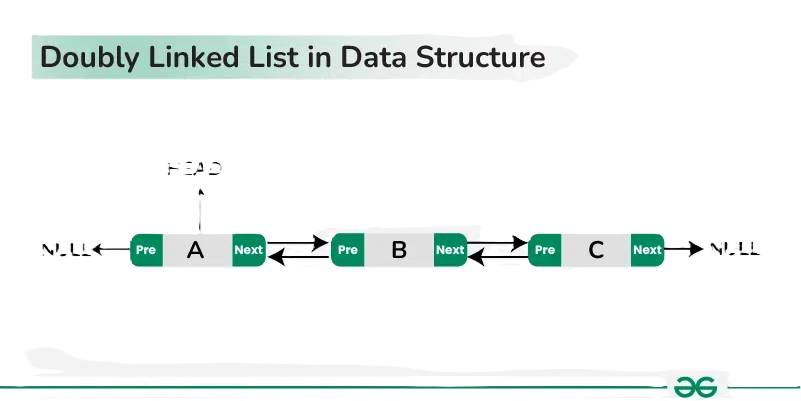 Doubly Linked List in Data Structure
HEAD
NULL Pre A Next Pre B Next Pre C Next NULL